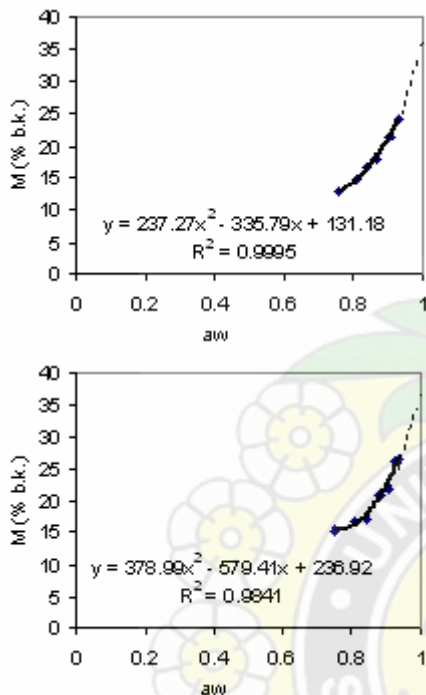 40
35
30
25
20
15
10
5
0
M (% b.k.)
y = 237.27x² - 335.79x + 131.18
R² = 0.9995
0 0.2 0.4 0.6 0.8 1
aw
40
35
30
25
20
15
10
5
0
M (% b.k.)
y = 378.99x² - 579.41x + 236.92
R² = 0.9841
0 0.2 0.4 0.6 0.8 1
aw